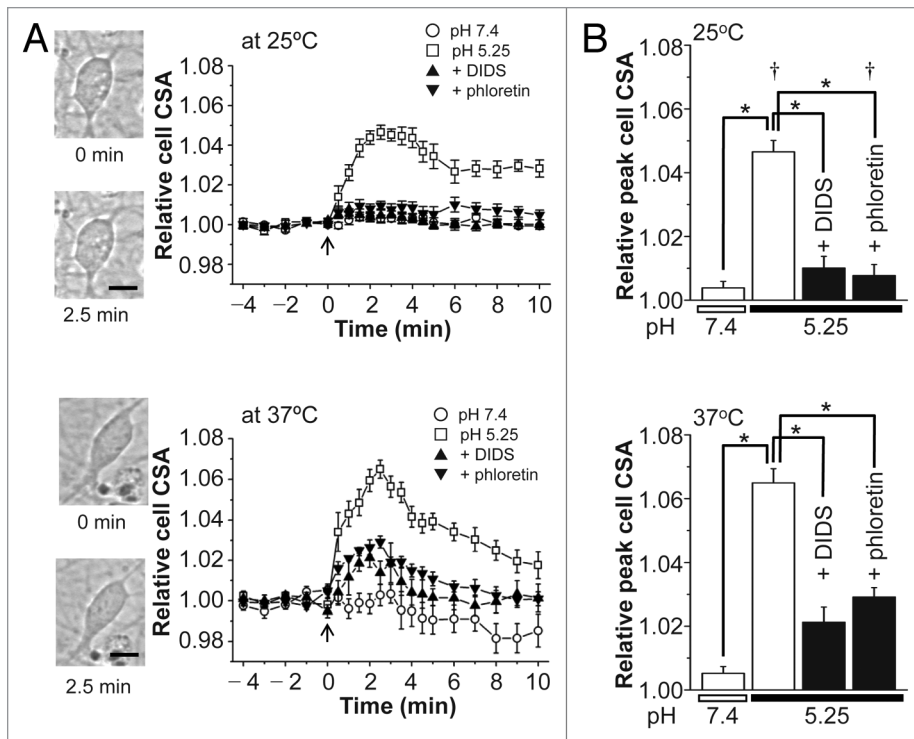 A
at 25ºC
pH 7.4
pH 5.25
+ DIDS
+ phloretin
Relative cell CSA
1.08
1.06
1.04
1.02
1.00
0.98
−4 −2 0 2 4 6 8 10
Time (min)
0 min
2.5 min
at 37ºC
pH 7.4
pH 5.25
+ DIDS
+ phloretin
Relative cell CSA
1.08
1.06
1.04
1.02
1.00
0.98
−4 −2 0 2 4 6 8 10
Time (min)
0 min
2.5 min
B
25ºC
Relative peak cell CSA
1.08
1.06
1.04
1.02
1.00
† * †
* *
+ DIDS
+ phloretin
pH 7.4 5.25
37ºC
Relative peak cell CSA
1.08
1.06
1.04
1.02
1.00
*
* *
+ DIDS
+ phloretin
pH 7.4 5.25